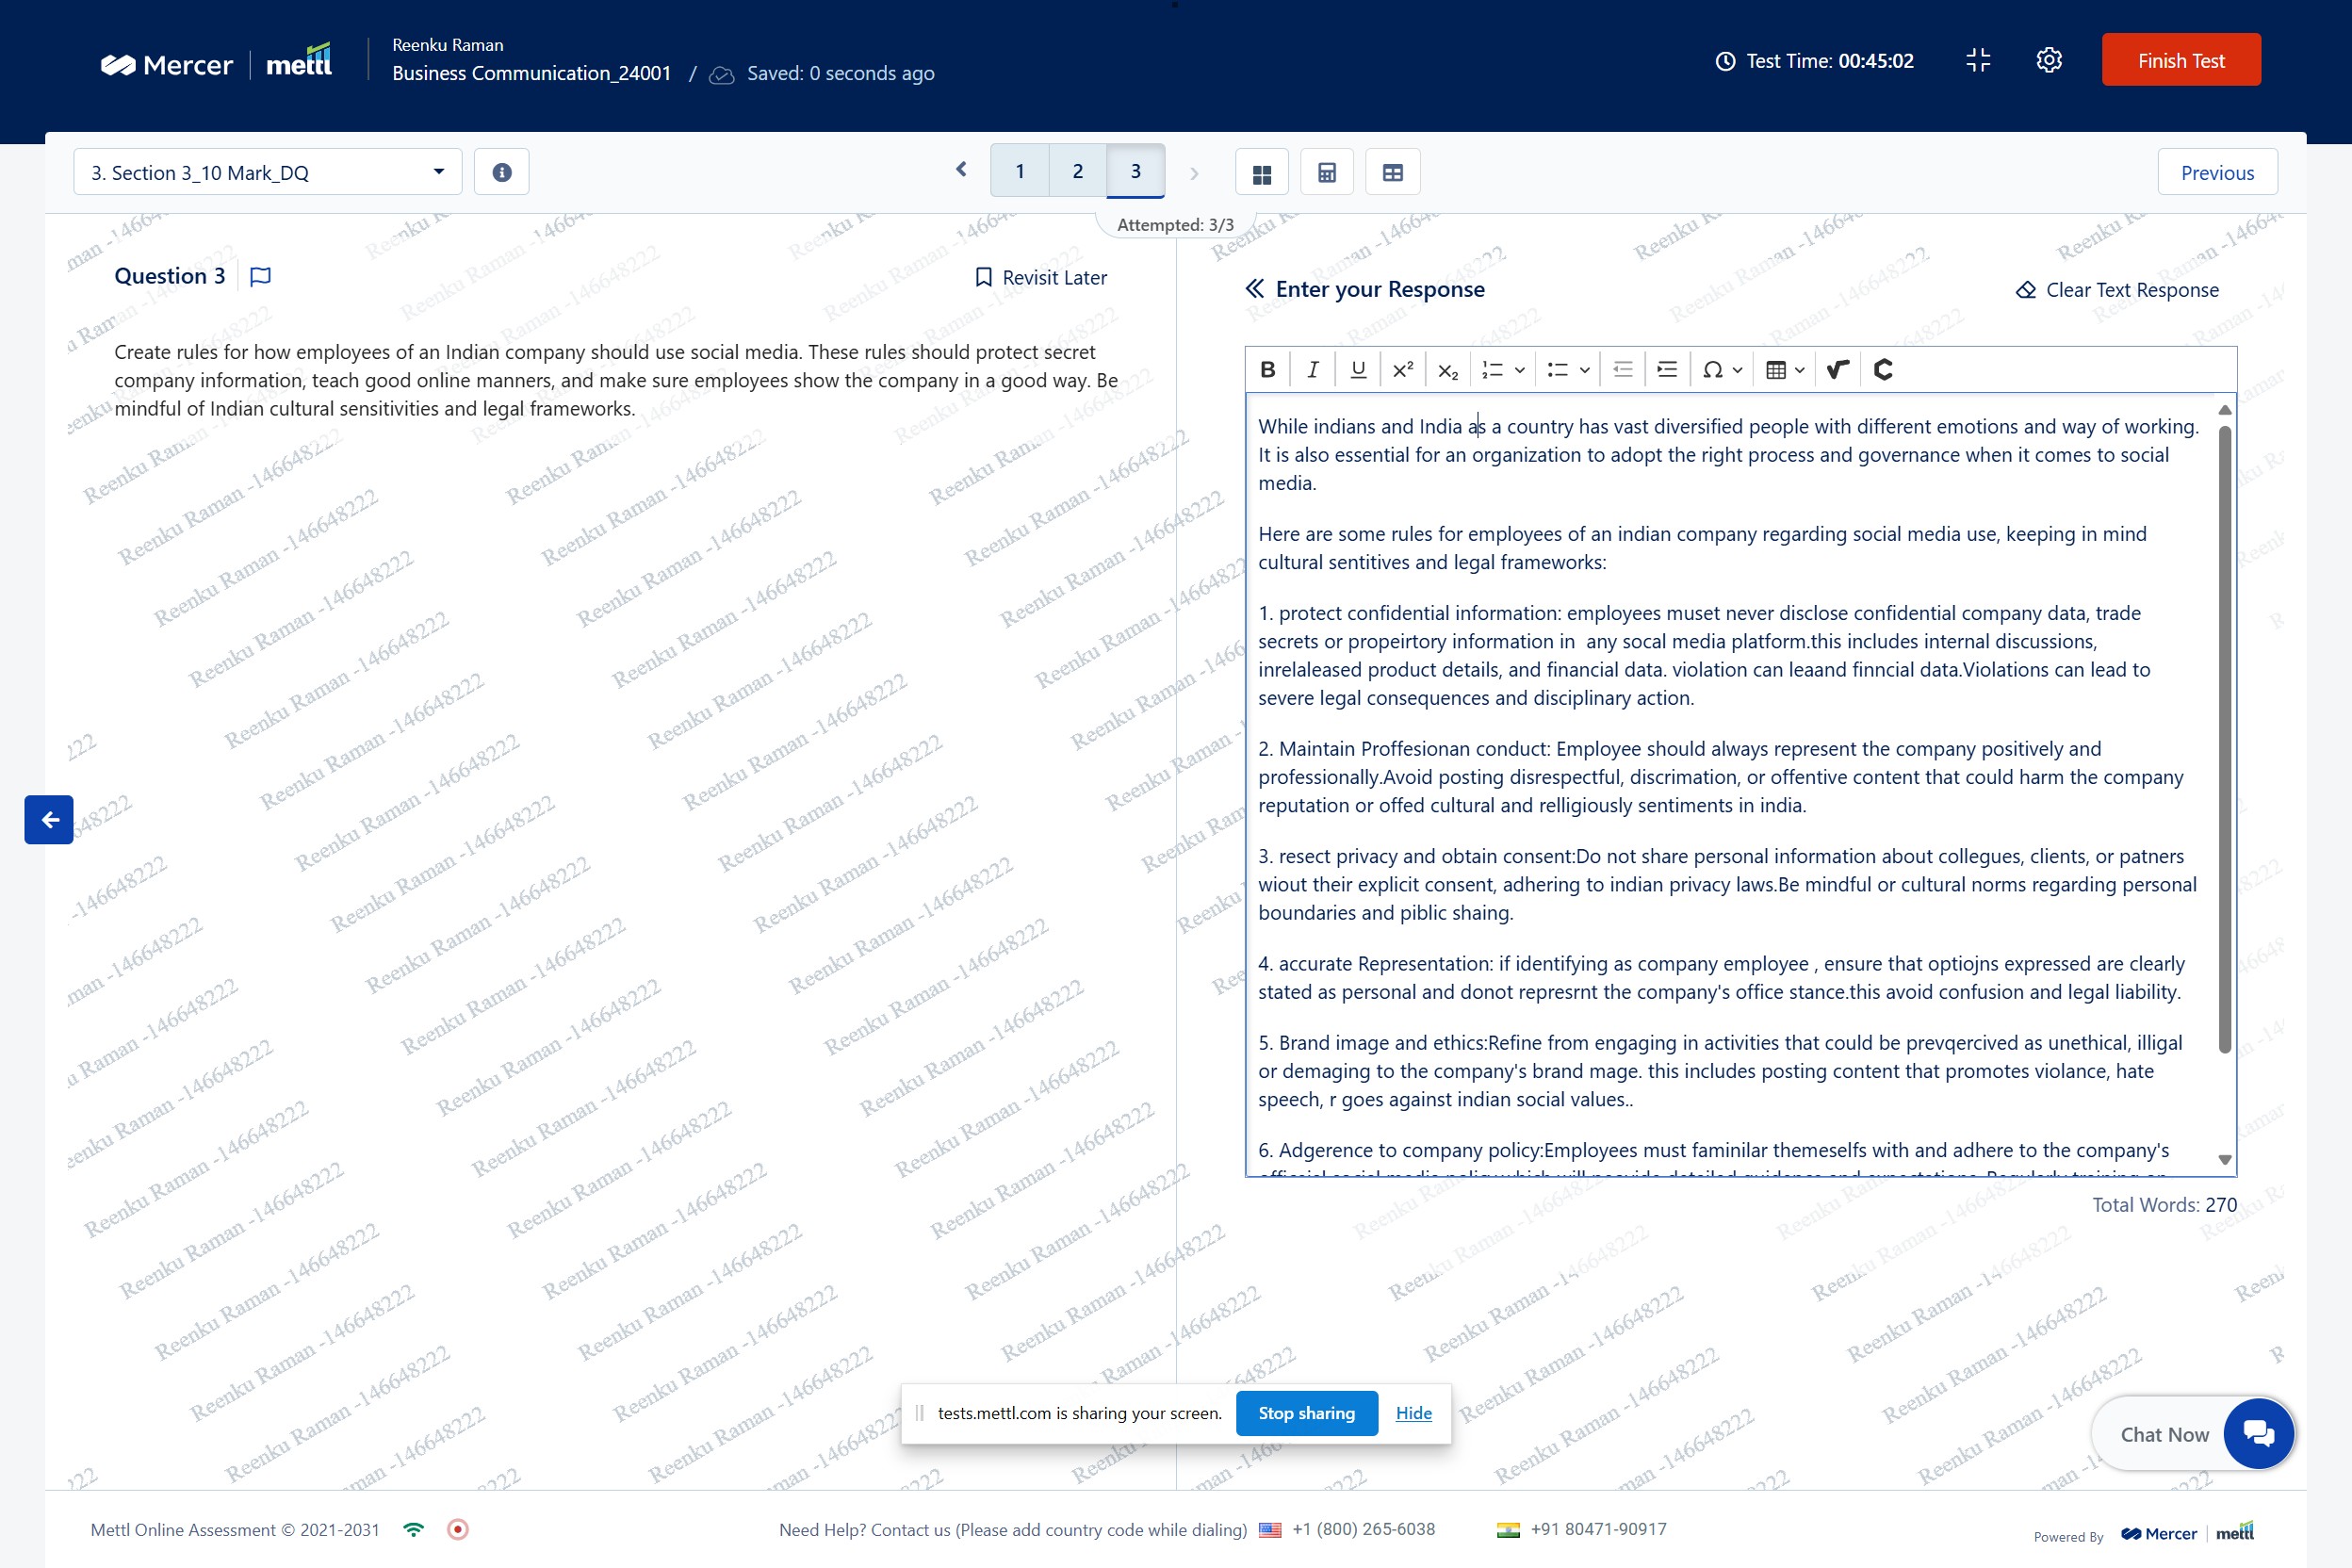 Mercer | mettl
Reenku Raman
Business Communication_24001 / Saved: 0 seconds ago
Test Time: 00:45:02
Finish Test
3. Section 3_10 Mark_DQ
1 2 3
Previous
Attempted: 3/3
Question 3
Revisit Later
Create rules for how employees of an Indian company should use social media. These rules should protect secret
company information, teach good online manners, and make sure employees show the company in a good way. Be
mindful of Indian cultural sensitivities and legal frameworks.
Enter your Response
Clear Text Response
B I U x² x₂ Ω
While indians and India as a country has vast diversified people with different emotions and way of working.
It is also essential for an organization to adopt the right process and governance when it comes to social
media.
Here are some rules for employees of an indian company regarding social media use, keeping in mind
cultural sentitives and legal frameworks:
1. protect confidential information: employees muset never disclose confidential company data, trade
secrets or propeirtory information in  any socal media platform.this includes internal discussions,
inrelaleased product details, and financial data. violation can leaand finncial data.Violations can lead to
severe legal consequences and disciplinary action.
2. Maintain Proffesionan conduct: Employee should always represent the company positively and
professionally.Avoid posting disrespectful, discrimation, or offentive content that could harm the company
reputation or offed cultural and relligiously sentiments in india.
3. resect privacy and obtain consent:Do not share personal information about collegues, clients, or patners
wiout their explicit consent, adhering to indian privacy laws.Be mindful or cultural norms regarding personal
boundaries and piblic shaing.
4. accurate Representation: if identifying as company employee , ensure that optiojns expressed are clearly
stated as personal and donot represrnt the company's office stance.this avoid confusion and legal liability.
5. Brand image and ethics:Refine from engaging in activities that could be prevqercived as unethical, illigal
or demaging to the company's brand mage. this includes posting content that promotes violance, hate
speech, r goes against indian social values..
6. Adgerence to company policy:Employees must faminilar themeselfs with and adhere to the company's
Total Words: 270
Reenku Raman -146648222
tests.mettl.com is sharing your screen.
Stop sharing
Hide
Chat Now
Mettl Online Assessment © 2021-2031
Need Help? Contact us (Please add country code while dialing) +1 (800) 265-6038 +91 80471-90917
Powered By Mercer | mettl